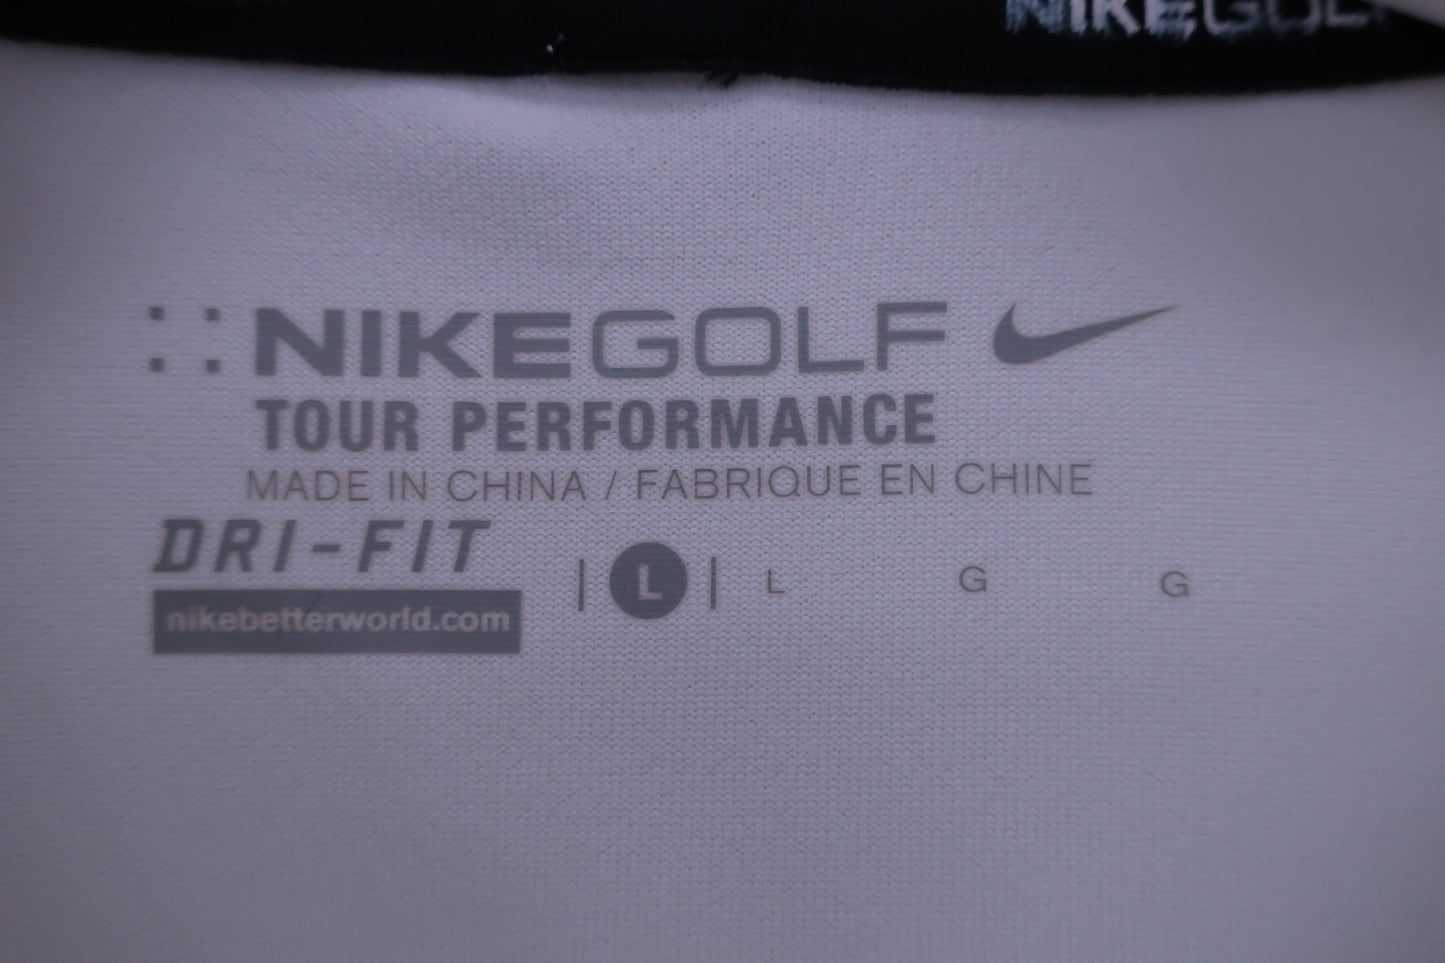 NIKEGOLF
NIKEGOLF
TOUR PERFORMANCE
MADE IN CHINA / FABRIQUE EN CHINE
DRI-FIT
| L | L G G
nikebetterworld.com